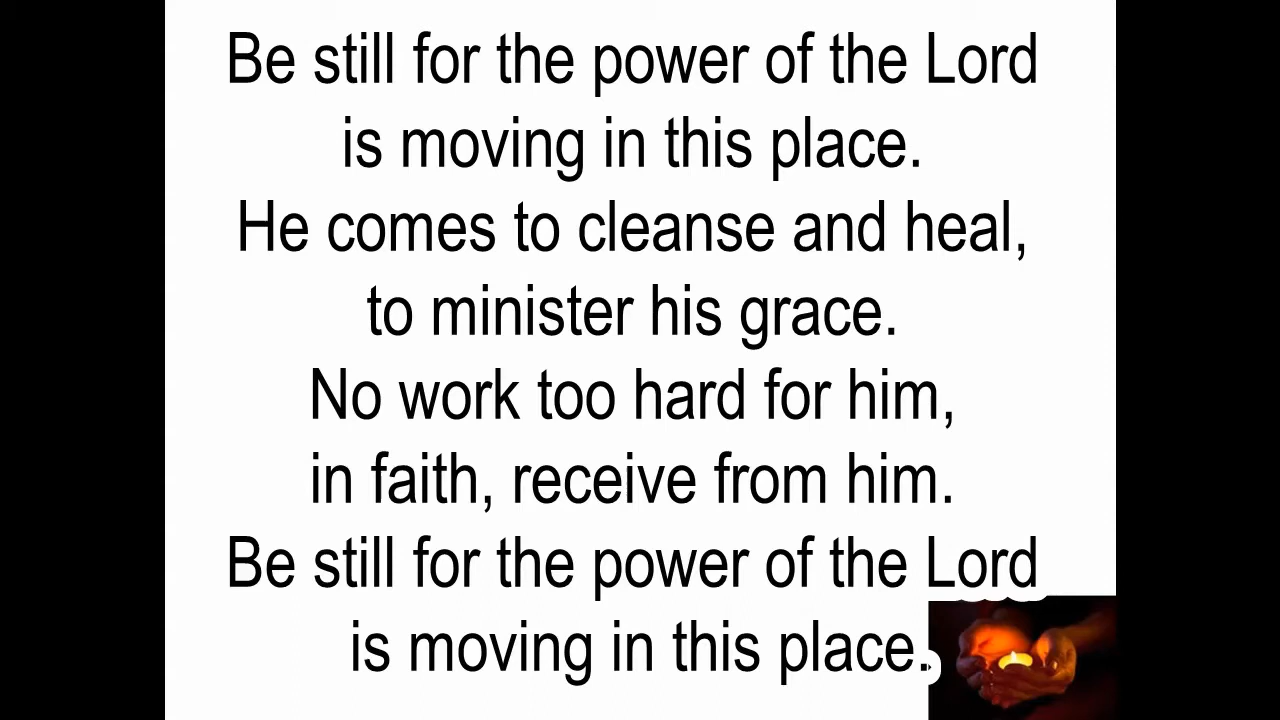 Be still for the power of the Lord
is moving in this place.
He comes to cleanse and heal,
to minister his grace.
No work too hard for him,
in faith, receive from him.
Be still for the power of the Lord
is moving in this place.